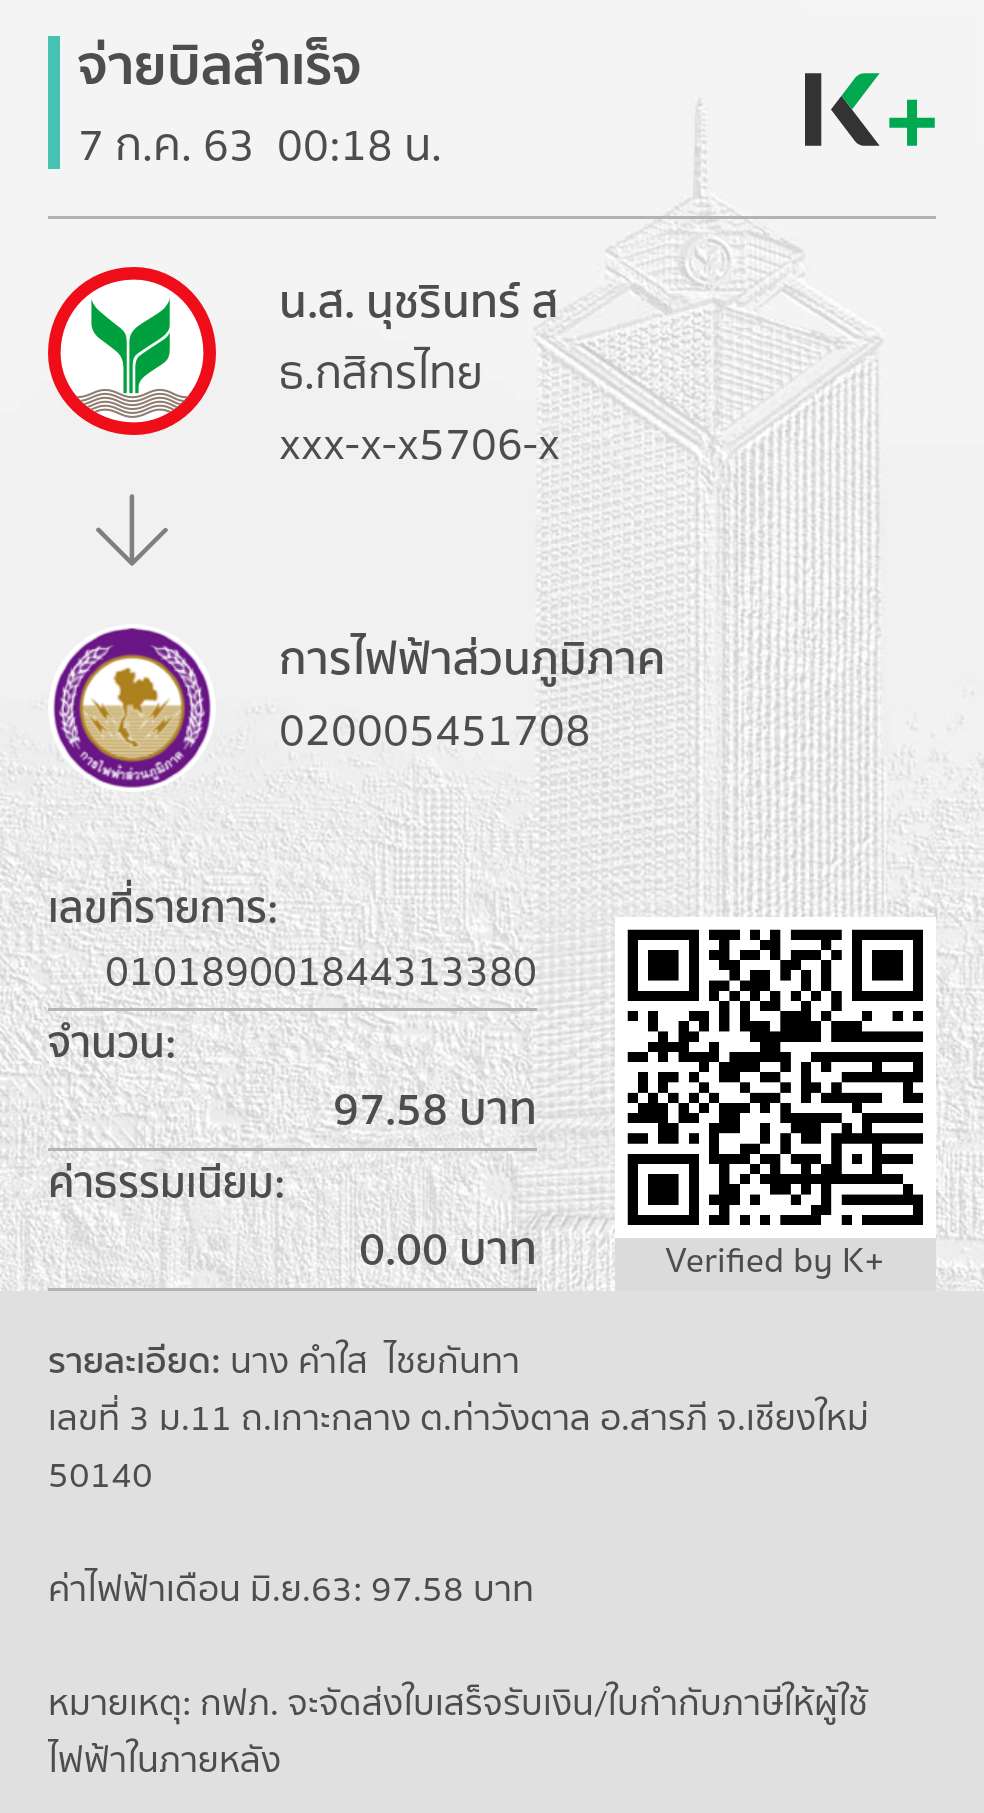 จ่ายบิลสำเร็จ
7 ก.ค. 63  00:18 น.
K+
น.ส. นุชรินทร์ ส
ธ.กสิกรไทย
xxx-x-x5706-x
การไฟฟ้าส่วนภูมิภาค
020005451708
การไฟฟ้าส่วนภูมิภาค
เลขที่รายการ:
010189001844313380
จำนวน:
97.58 บาท
ค่าธรรมเนียม:
0.00 บาท
Verified by K+
รายละเอียด: นาง คำใส  ไชยกันทา
เลขที่ 3 ม.11 ถ.เกาะกลาง ต.ท่าวังตาล อ.สารภี จ.เชียงใหม่
50140
ค่าไฟฟ้าเดือน มิ.ย.63: 97.58 บาท
หมายเหตุ: กฟภ. จะจัดส่งใบเสร็จรับเงิน/ใบกำกับภาษีให้ผู้ใช้
ไฟฟ้าในภายหลัง